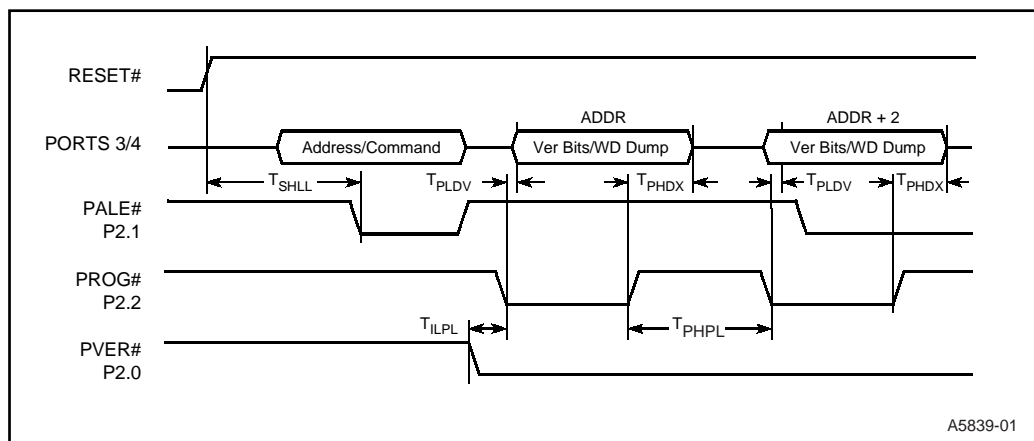 RESET#
ADDR
ADDR + 2
PORTS 3/4
Address/Command
Ver Bits/WD Dump
Ver Bits/WD Dump
TSHLL
TPLDV
TPHDX
TPLDV
TPHDX
PALE#
P2.1
PROG#
P2.2
TILPL
TPHPL
PVER#
P2.0
A5839-01